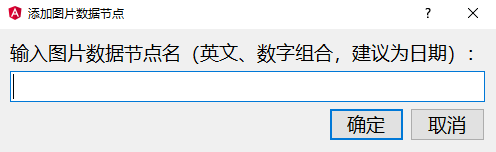 添加图片数据节点
输入图片数据节点名（英文、数字组合，建议为日期）：
确定 取消